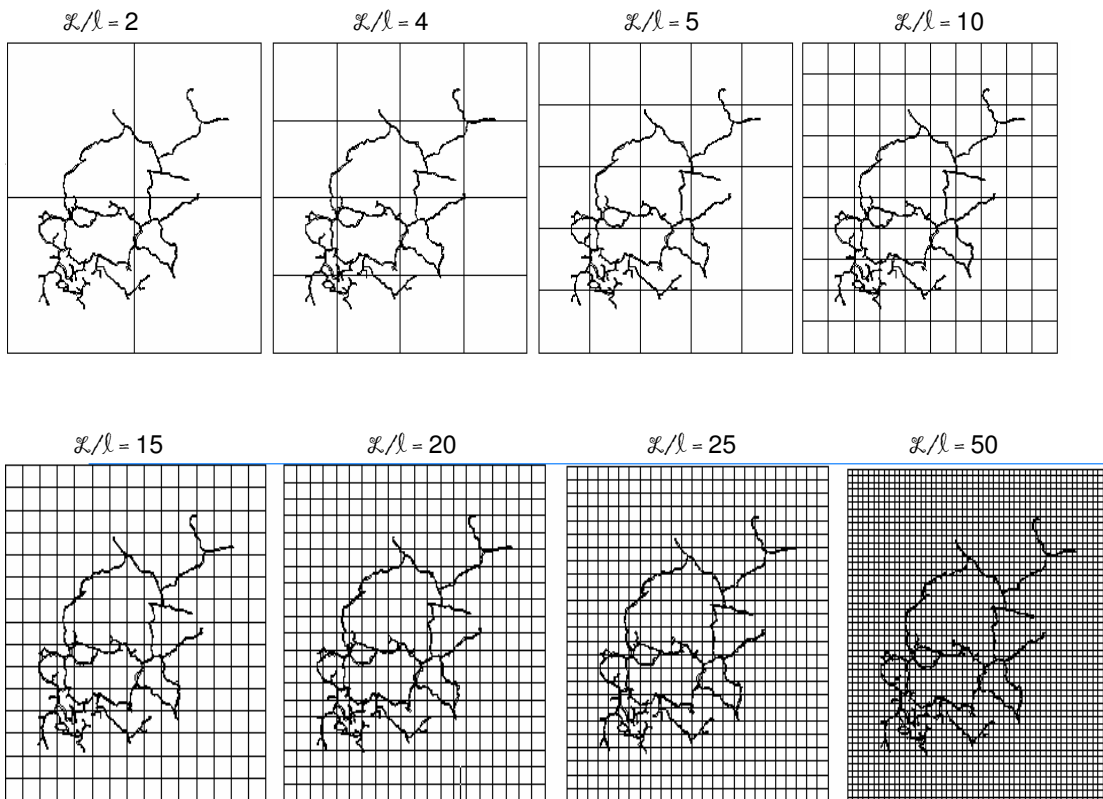 ℒ/l = 2
ℒ/l = 4
ℒ/l = 5
ℒ/l = 10
ℒ/l = 15
ℒ/l = 20
ℒ/l = 25
ℒ/l = 50